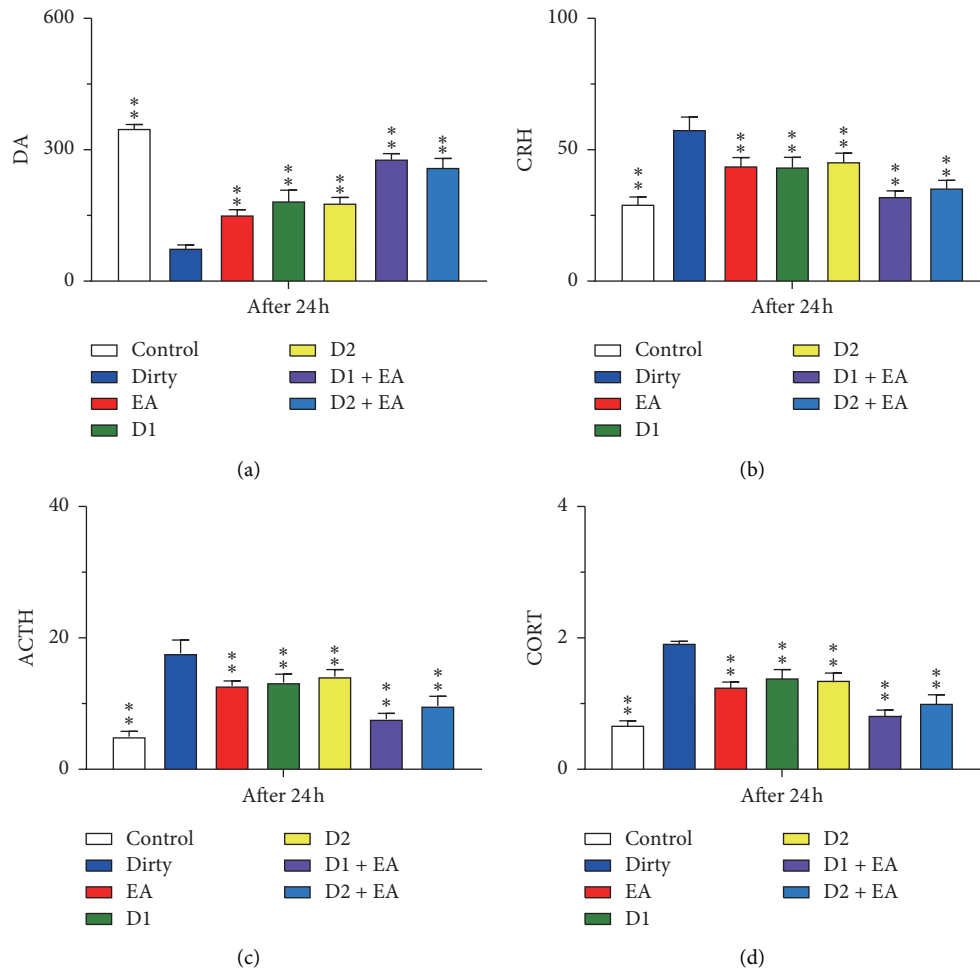 600
300
0
DA
** ** ** ** ** **
After 24 h
Control
Dirty
EA
D1
D2
D1 + EA
D2 + EA
(a)
100
50
0
CRH
** ** ** ** ** **
After 24 h
Control
Dirty
EA
D1
D2
D1 + EA
D2 + EA
(b)
40
20
0
ACTH
** ** ** ** ** **
After 24 h
Control
Dirty
EA
D1
D2
D1 + EA
D2 + EA
(c)
4
2
0
CORT
** ** ** ** ** **
After 24 h
Control
Dirty
EA
D1
D2
D1 + EA
D2 + EA
(d)